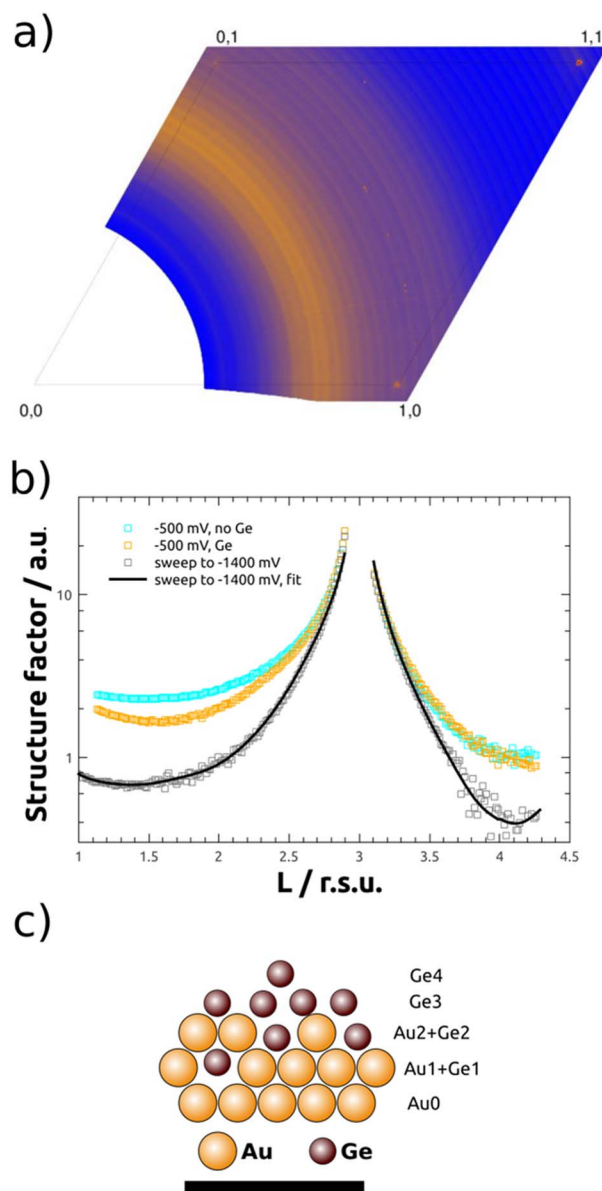 a)
0,1
1,1
0,0
1,0
b)
Structure factor / a.u.
10
1
-500 mV, no Ge
-500 mV, Ge
sweep to -1400 mV
sweep to -1400 mV, fit
1 1.5 2 2.5 3 3.5 4 4.5
L / r.s.u.
c)
Ge4
Ge3
Au2+Ge2
Au1+Ge1
Au0
Au Ge